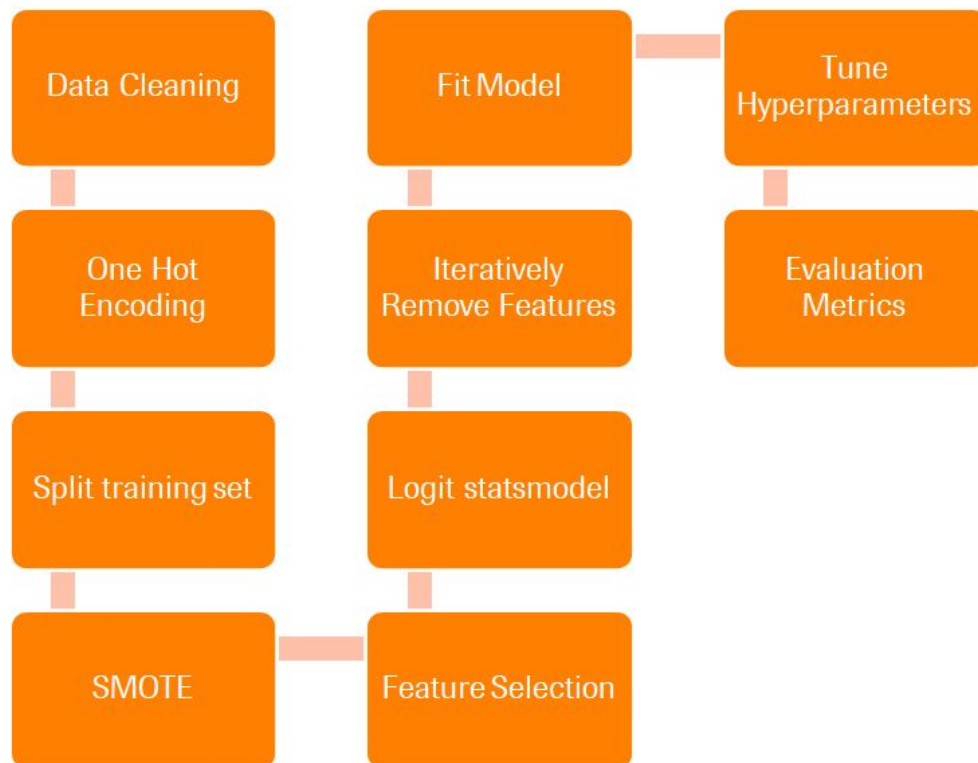 Data Cleaning
One Hot
Encoding
Split training set
SMOTE
Feature Selection
Logit statsmodel
Iteratively
Remove Features
Fit Model
Tune
Hyperparameters
Evaluation
Metrics